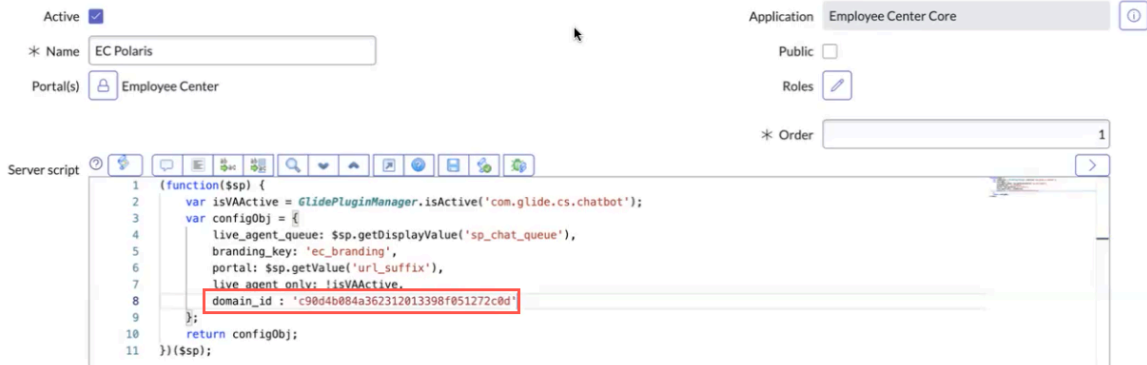 Active
Application Employee Center Core
* Name EC Polaris
Public
Portal(s) Employee Center
Roles
* Order 1
Server script
1 (function($sp) {
2 var isVAActive = GlidePluginManager.isActive('com.glide.cs.chatbot');
3 var configObj = {
4 live_agent_queue: $sp.getDisplayValue('sp_chat_queue'),
5 branding_key: 'ec_branding',
6 portal: $sp.getValue('url_suffix'),
7 live_agent_only: !isVAActive,
8 domain_id : 'c90d4b084a362312013398f051272c0d'
9 };
10 return configObj;
11 })($sp);